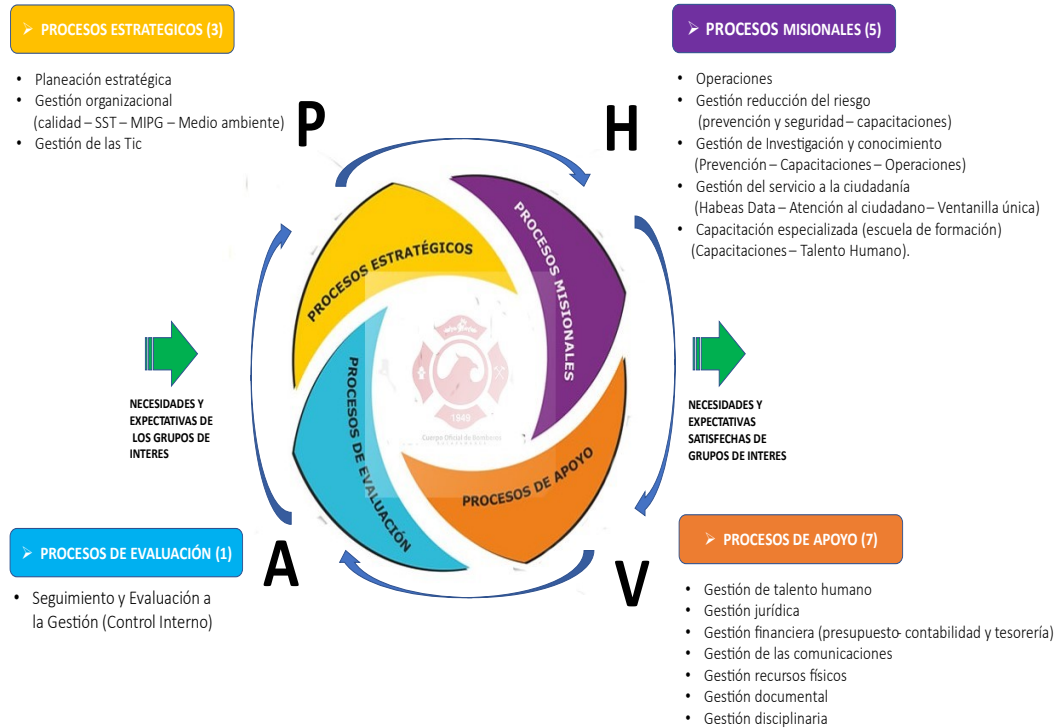 ➢ PROCESOS ESTRATEGICOS (3)
• Planeación estratégica
• Gestión organizacional
(calidad – SST – MIPG – Medio ambiente)
• Gestión de las Tic
➢ PROCESOS MISIONALES (5)
• Operaciones
• Gestión reducción del riesgo
(prevención y seguridad – capacitaciones)
• Gestión de Investigación y conocimiento
(Prevención – Capacitaciones – Operaciones)
• Gestión del servicio a la ciudadanía
(Habeas Data – Atención al ciudadano – Ventanilla única)
• Capacitación especializada (escuela de formación)
(Capacitaciones – Talento Humano).
P
H
PROCESOS ESTRATÉGICOS
PROCESOS MISIONALES
PROCESOS DE EVALUACIÓN
PROCESOS DE APOYO
1949
Cuerpo Oficial de Bomberos
NECESIDADES Y
EXPECTATIVAS DE
LOS GRUPOS DE
INTERES
NECESIDADES Y
EXPECTATIVAS
SATISFECHAS DE
GRUPOS DE INTERES
A
V
➢ PROCESOS DE EVALUACIÓN (1)
• Seguimiento y Evaluación a
la Gestión (Control Interno)
➢ PROCESOS DE APOYO (7)
• Gestión de talento humano
• Gestión jurídica
• Gestión financiera (presupuesto- contabilidad y tesorería)
• Gestión de las comunicaciones
• Gestión recursos físicos
• Gestión documental
• Gestión disciplinaria